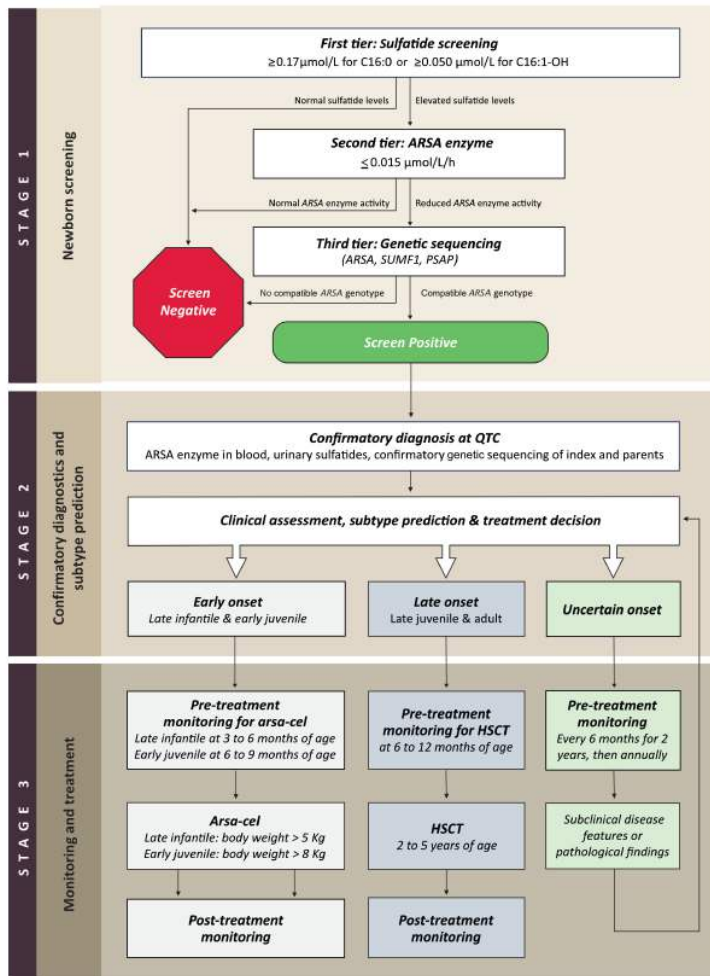 STAGE 1
Newborn screening
First tier: Sulfatide screening
≥0.17µmol/L for C16:0 or ≥0.050 µmol/L for C16:1-OH
Normal sulfatide levels
Elevated sulfatide levels
Second tier: ARSA enzyme
≤ 0.015 µmol/L/h
Normal ARSA enzyme activity
Reduced ARSA enzyme activity
Third tier: Genetic sequencing
(ARSA, SUMF1, PSAP)
Screen
Negative
No compatible ARSA genotype
Compatible ARSA genotype
Screen Positive
STAGE 2
Confirmatory diagnostics and
subtype prediction
Confirmatory diagnosis at QTC
ARSA enzyme in blood, urinary sulfatides, confirmatory genetic sequencing of index and parents
Clinical assessment, subtype prediction & treatment decision
Early onset
Late infantile & early juvenile
Late onset
Late juvenile & adult
Uncertain onset
STAGE 3
Monitoring and treatment
Pre-treatment
monitoring for arsa-cel
Late infantile at 3 to 6 months of age
Early juvenile at 6 to 9 months of age
Pre-treatment
monitoring for HSCT
at 6 to 12 months of age
Pre-treatment
monitoring
Every 6 months for 2
years, then annually
Arsa-cel
Late infantile: body weight > 5 Kg
Early juvenile: body weight > 8 Kg
HSCT
2 to 5 years of age
Subclinical disease
features or
pathological findings
Post-treatment
monitoring
Post-treatment
monitoring